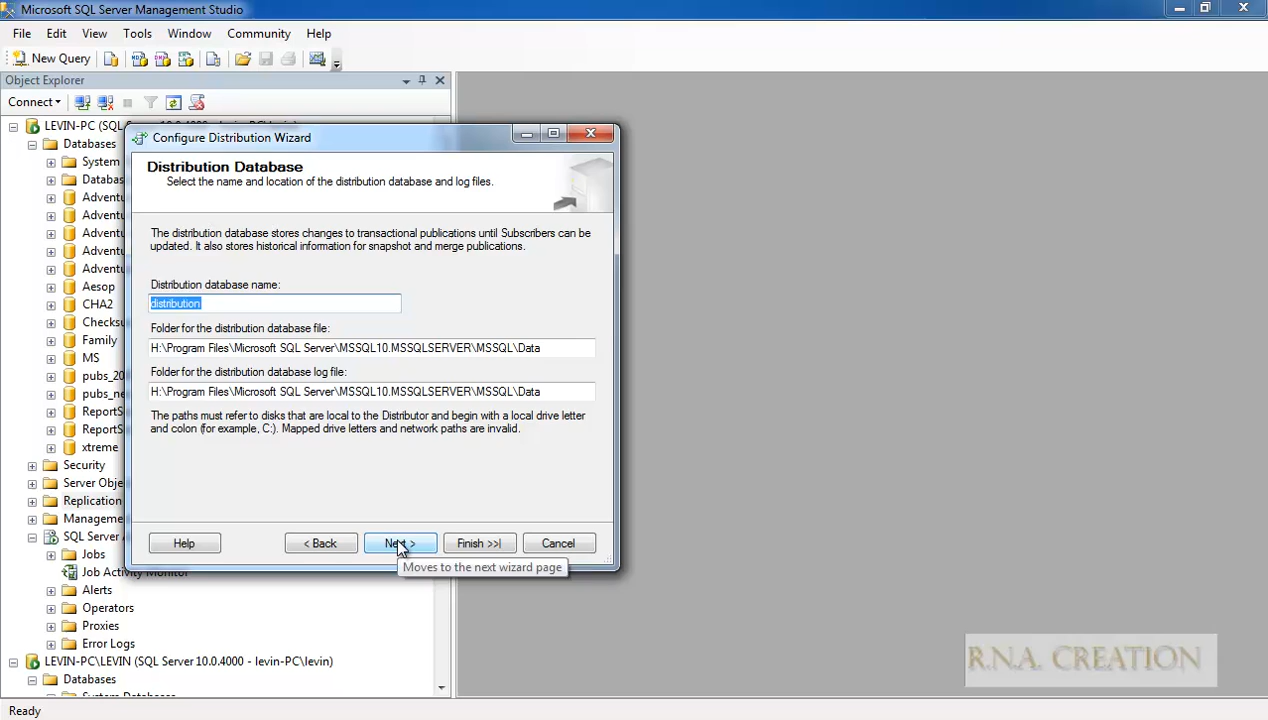 Microsoft SQL Server Management Studio
File Edit View Tools Window Community Help
New Query
Object Explorer
Connect
LEVIN-PC (SQL
Databases
System
Databas
Adventu
Adventu
Adventu
Adventu
Adventu
Aesop
CHA2
Checksu
Family
MS
pubs_20
pubs_ne
ReportS
ReportS
xtreme
Security
Server Obje
Replication
Manageme
SQL Server A
Jobs
Job Activity Monitor
Alerts
Operators
Proxies
Error Logs
LEVIN-PC\LEVIN (SQL Server 10.0.4000 - levin-PC\levin)
Databases
Configure Distribution Wizard
Distribution Database
Select the name and location of the distribution database and log files.
The distribution database stores changes to transactional publications until Subscribers can be
updated. It also stores historical information for snapshot and merge publications.
Distribution database name:
distribution
Folder for the distribution database file:
H:\Program Files\Microsoft SQL Server\MSSQL10.MSSQLSERVER\MSSQL\Data
Folder for the distribution database log file:
H:\Program Files\Microsoft SQL Server\MSSQL10.MSSQLSERVER\MSSQL\Data
The paths must refer to disks that are local to the Distributor and begin with a local drive letter
and colon (for example, C:). Mapped drive letters and network paths are invalid.
Help < Back Next > Finish >>| Cancel
Moves to the next wizard page
R.N.A. CREATION
Ready